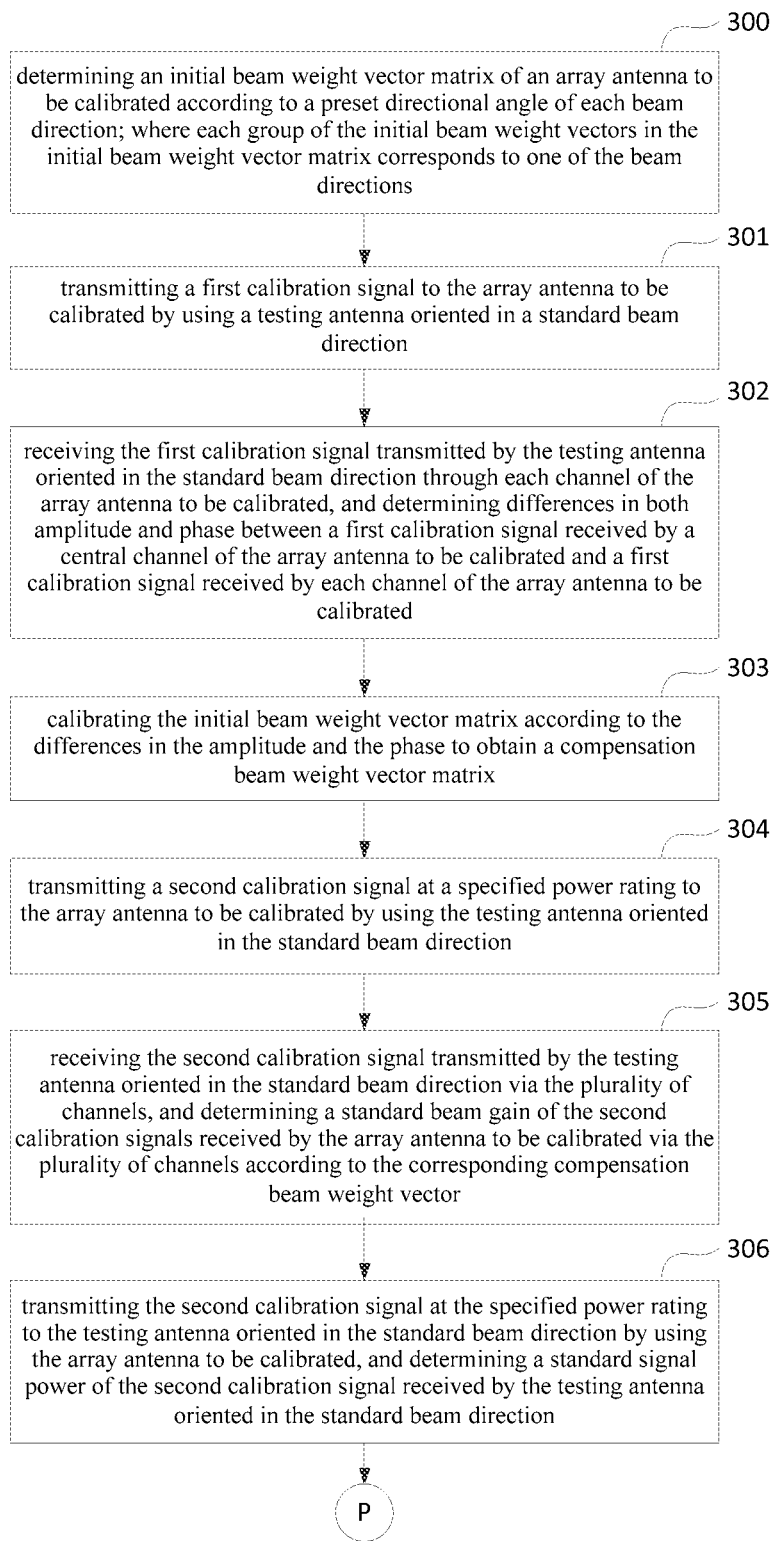 300
determining an initial beam weight vector matrix of an array antenna to
be calibrated according to a preset directional angle of each beam
direction; where each group of the initial beam weight vectors in the
initial beam weight vector matrix corresponds to one of the beam
directions
301
transmitting a first calibration signal to the array antenna to be
calibrated by using a testing antenna oriented in a standard beam
direction
302
receiving the first calibration signal transmitted by the testing antenna
oriented in the standard beam direction through each channel of the
array antenna to be calibrated, and determining differences in both
amplitude and phase between a first calibration signal received by a
central channel of the array antenna to be calibrated and a first
calibration signal received by each channel of the array antenna to be
calibrated
303
calibrating the initial beam weight vector matrix according to the
differences in the amplitude and the phase to obtain a compensation
beam weight vector matrix
304
transmitting a second calibration signal at a specified power rating to
the array antenna to be calibrated by using the testing antenna oriented
in the standard beam direction
305
receiving the second calibration signal transmitted by the testing
antenna oriented in the standard beam direction via the plurality of
channels, and determining a standard beam gain of the second
calibration signals received by the array antenna to be calibrated via the
plurality of channels according to the corresponding compensation
beam weight vector
306
transmitting the second calibration signal at the specified power rating
to the testing antenna oriented in the standard beam direction by using
the array antenna to be calibrated, and determining a standard signal
power of the second calibration signal received by the testing antenna
oriented in the standard beam direction
P